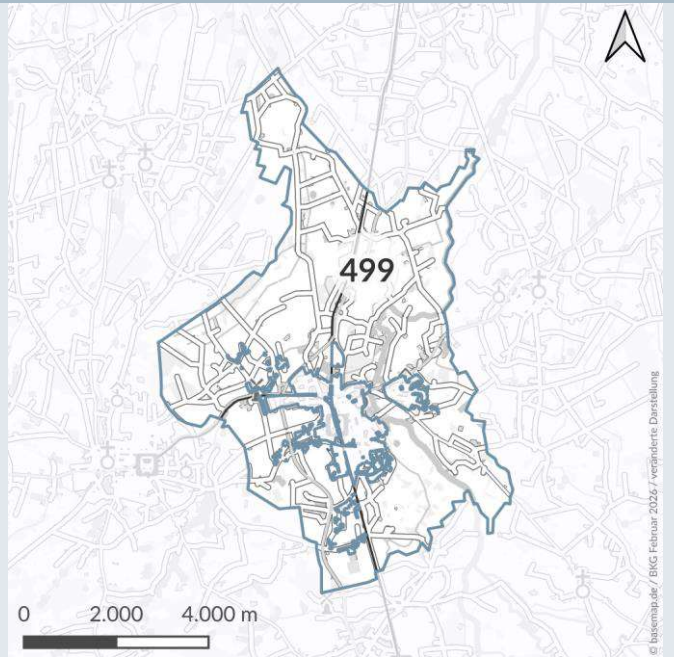 499
0 2.000 4.000 m
© basemap.de / BKG Februar 2026 / veränderte Darstellung